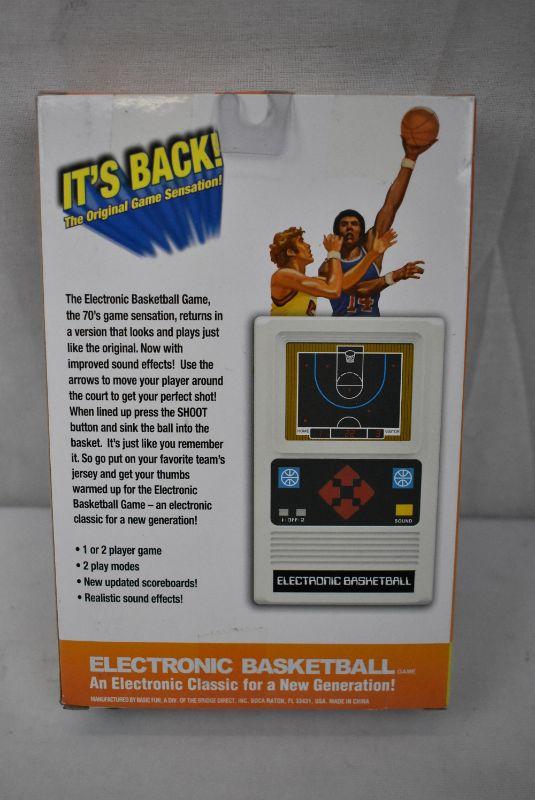 IT'S BACK!
The Original Game Sensation!
The Electronic Basketball Game,
the 70's game sensation, returns in
a version that looks and plays just
like the original. Now with
improved sound effects! Use the
arrows to move your player around
the court to get your perfect shot!
When lined up press the SHOOT
button and sink the ball into the
basket. It's just like you remember
it. So go put on your favorite team's
jersey and get your thumbs
warmed up for the Electronic
Basketball Game – an electronic
classic for a new generation!
• 1 or 2 player game
• 2 play modes
• New updated scoreboards!
• Realistic sound effects!
14
HOME 22 3 VISITOR
1-OFF-2
SOUND
ELECTRONIC BASKETBALL
ELECTRONIC BASKETBALL GAME
An Electronic Classic for a New Generation!
MANUFACTURED BY BASIC FUN, A DIV. OF THE BRIDGE DIRECT, INC. BOCA RATON, FL 33431, USA. MADE IN CHINA